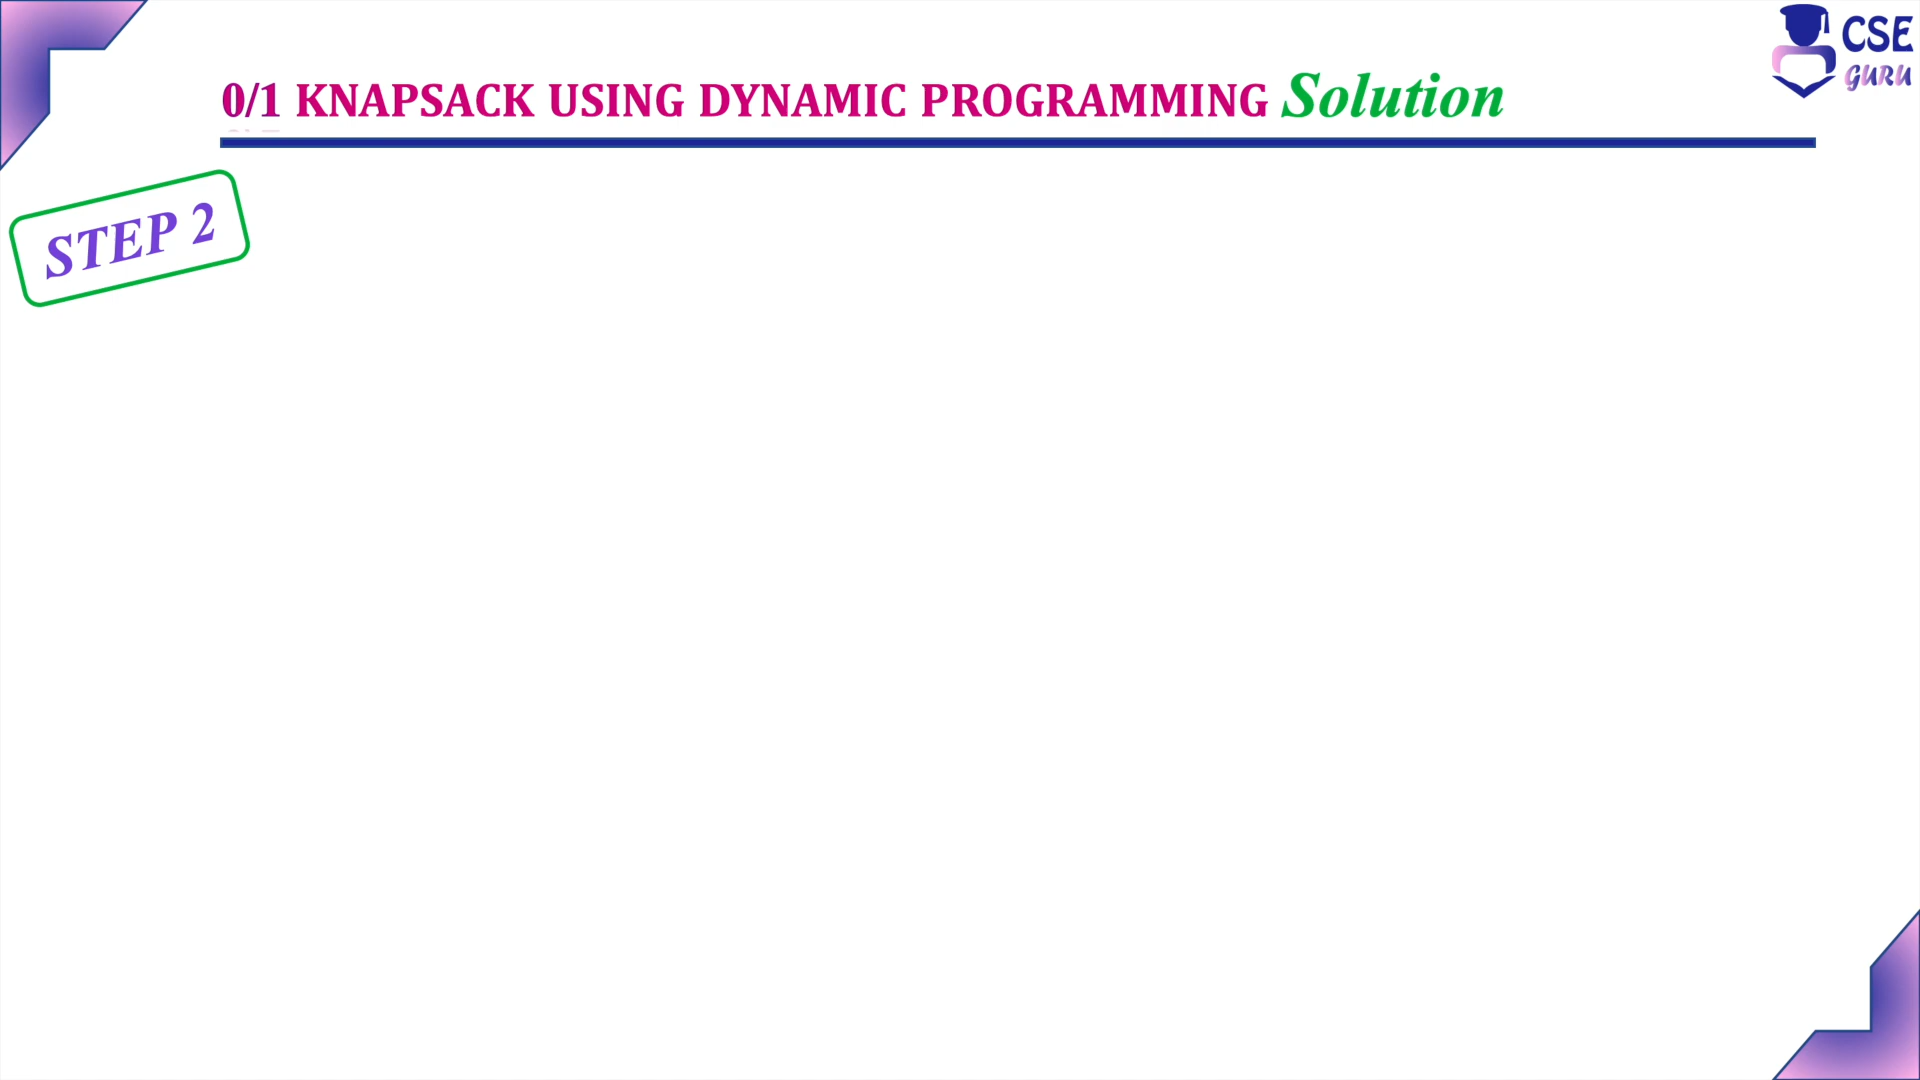 CSE
GURU
0/1 KNAPSACK USING DYNAMIC PROGRAMMING Solution
STEP 2